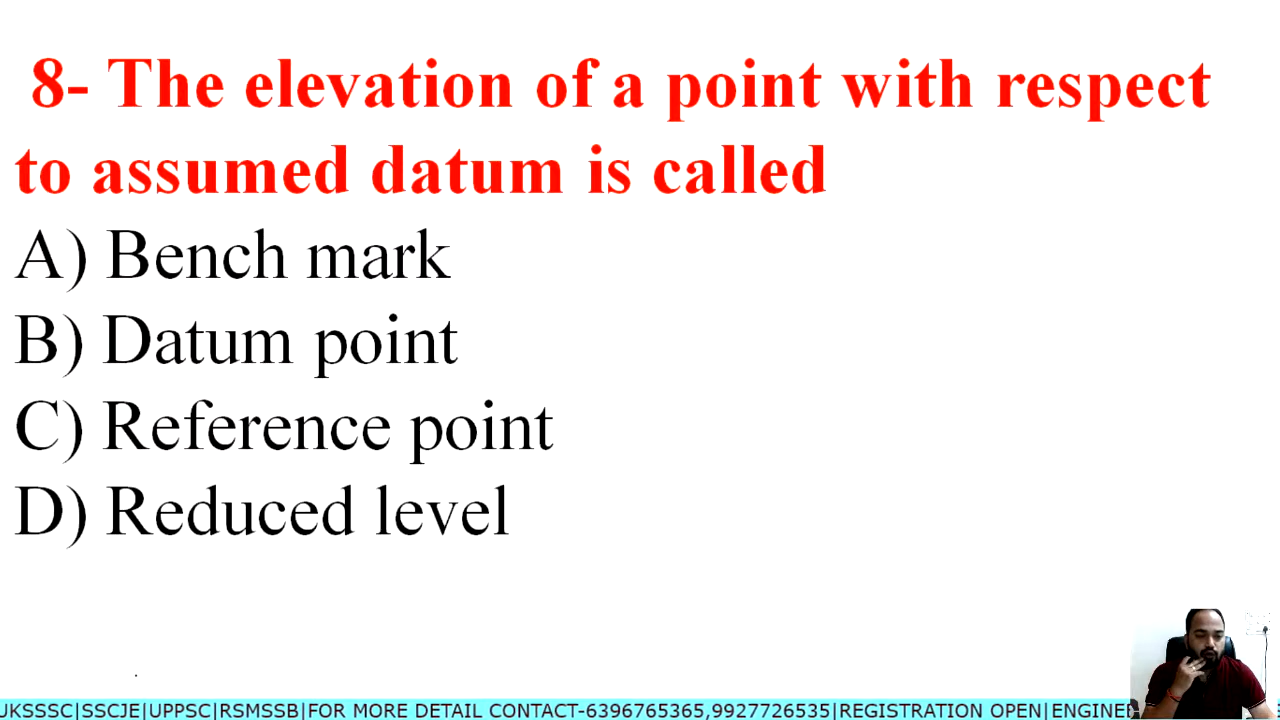 8- The elevation of a point with respect
to assumed datum is called
A) Bench mark
B) Datum point
C) Reference point
D) Reduced level
UKSSSC|SSCJE|UPPSC|RSMSSB|FOR MORE DETAIL CONTACT-6396765365,9927726535|REGISTRATION OPEN|ENGINE